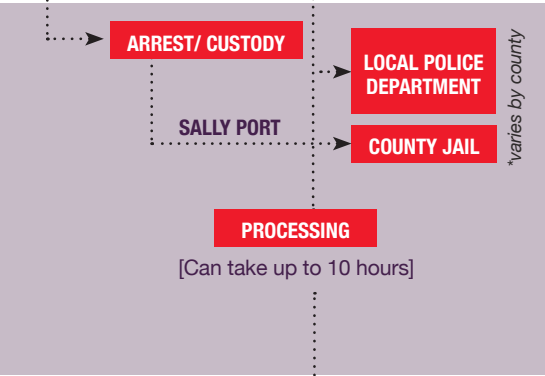 ARREST/ CUSTODY
LOCAL POLICE
DEPARTMENT
*varies by county
SALLY PORT
COUNTY JAIL
PROCESSING
[Can take up to 10 hours]